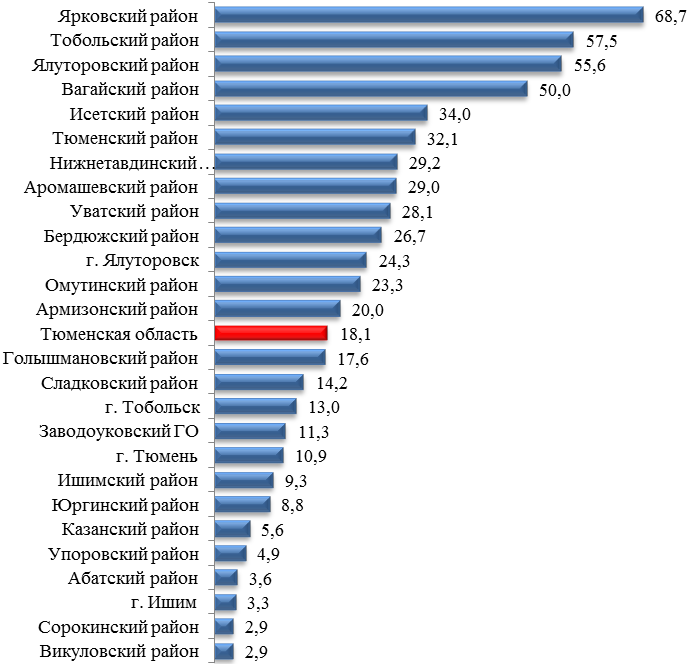 Ярковский район 68,7
Тобольский район 57,5
Ялуторовский район 55,6
Вагайский район 50,0
Исетский район 34,0
Тюменский район 32,1
Нижнетавдинский… 29,2
Аромашевский район 29,0
Уватский район 28,1
Бердюжский район 26,7
г. Ялуторовск 24,3
Омутинский район 23,3
Армизонский район 20,0
Тюменская область 18,1
Голышмановский район 17,6
Сладковский район 14,2
г. Тобольск 13,0
Заводоуковский ГО 11,3
г. Тюмень 10,9
Ишимский район 9,3
Юргинский район 8,8
Казанский район 5,6
Упоровский район 4,9
Абатский район 3,6
г. Ишим 3,3
Сорокинский район 2,9
Викуловский район 2,9